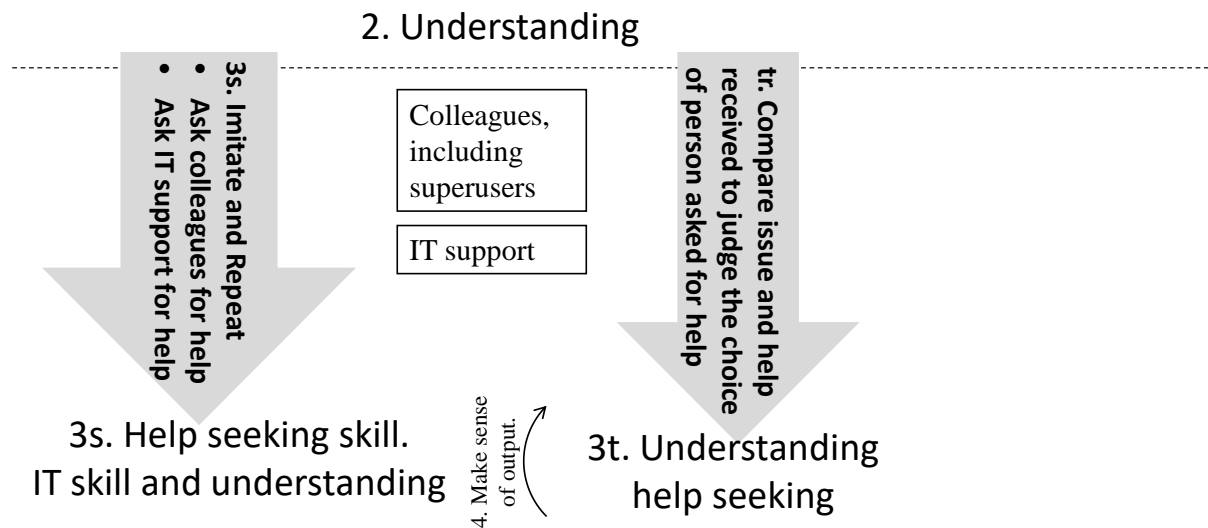 2. Understanding
3s. Imitate and Repeat
• Ask colleagues for help
• Ask IT support for help
Colleagues,
including
superusers
IT support
tr. Compare issue and help
received to judge the choice
of person asked for help
3s. Help seeking skill.
IT skill and understanding
4. Make sense
of output.
3t. Understanding
help seeking